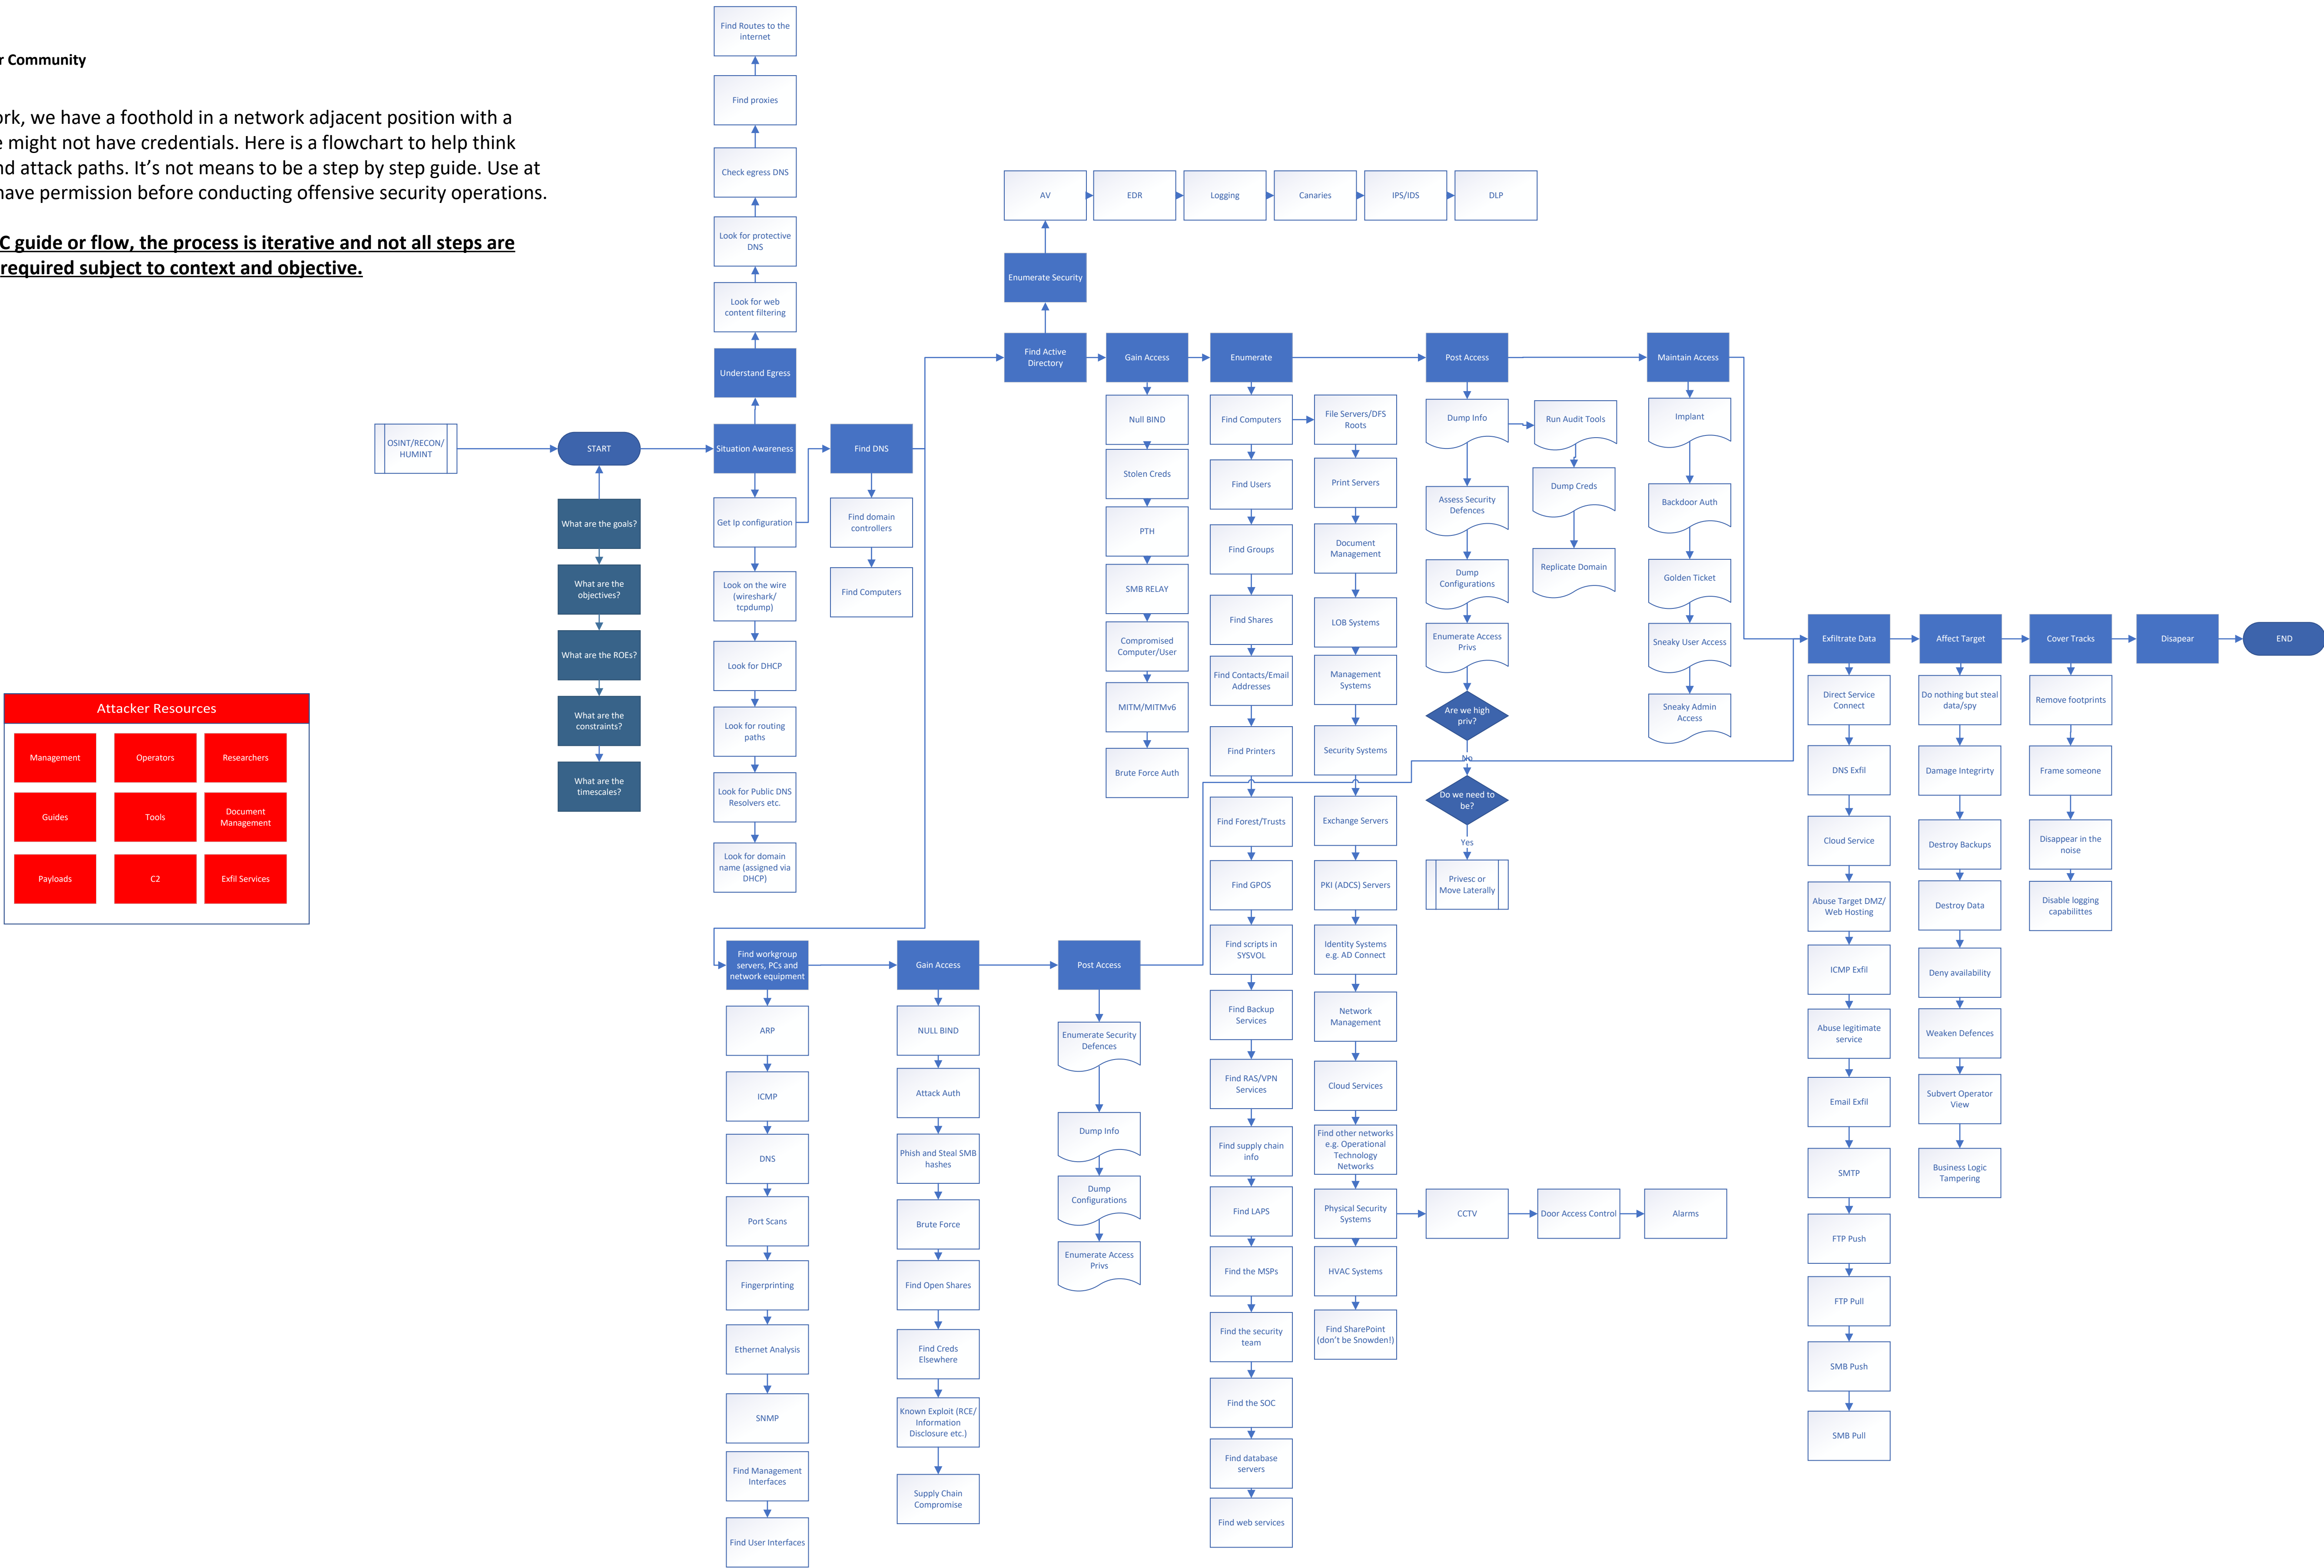 r Community
ork, we have a foothold in a network adjacent position with a
e might not have credentials. Here is a flowchart to help think
nd attack paths. It's not means to be a step by step guide. Use at
have permission before conducting offensive security operations.
C guide or flow, the process is iterative and not all steps are
required subject to context and objective.
Find Routes to the
internet
Find proxies
Check egress DNS
Look for protective
DNS
Look for web
content filtering
Understand Egress
AV
EDR
Logging
Canaries
IPS/IDS
DLP
Enumerate Security
Find Active
Directory
Gain Access
Enumerate
Post Access
Maintain Access
OSINT/RECON/
HUMINT
START
What are the goals?
What are the
objectives?
What are the ROEs?
What are the
constraints?
What are the
timescales?
Situation Awareness
Get Ip configuration
Look on the wire
(wireshark/
tcpdump)
Look for DHCP
Look for routing
paths
Look for Public DNS
Resolvers etc.
Look for domain
name (assigned via
DHCP)
Find DNS
Find domain
controllers
Find Computers
Null BIND
Stolen Creds
PTH
SMB RELAY
Compromised
Computer/User
MITM/MITMv6
Brute Force Auth
Find Computers
Find Users
Find Groups
Find Shares
Find Contacts/Email
Addresses
Find Printers
Find Forest/Trusts
Find GPOS
Find scripts in
SYSVOL
Find Backup
Services
Find RAS/VPN
Services
Find supply chain
info
Find LAPS
Find the MSPs
Find the security
team
Find the SOC
Find database
servers
Find web services
File Servers/DFS
Roots
Print Servers
Document
Management
LOB Systems
Management
Systems
Security Systems
Exchange Servers
PKI (ADCS) Servers
Identity Systems
e.g. AD Connect
Network
Management
Cloud Services
Find other networks
e.g. Operational
Technology
Networks
Physical Security
Systems
CCTV
Door Access Control
Alarms
HVAC Systems
Find SharePoint
(don't be Snowden!)
Dump Info
Assess Security
Defences
Dump
Configurations
Enumerate Access
Privs
Are we high
priv?
No
Do we need to
be?
Yes
Privesc or
Move Laterally
Run Audit Tools
Dump Creds
Replicate Domain
Implant
Backdoor Auth
Golden Ticket
Sneaky User Access
Sneaky Admin
Access
Exfiltrate Data
Affect Target
Cover Tracks
Disapear
END
Direct Service
Connect
DNS Exfil
Cloud Service
Abuse Target DMZ/
Web Hosting
ICMP Exfil
Abuse legitimate
service
Email Exfil
SMTP
FTP Push
FTP Pull
SMB Push
SMB Pull
Do nothing but steal
data/spy
Damage Integrirty
Destroy Backups
Destroy Data
Deny availability
Weaken Defences
Subvert Operator
View
Business Logic
Tampering
Remove footprints
Frame someone
Disappear in the
noise
Disable logging
capabilittes
Attacker Resources
Management
Operators
Researchers
Guides
Tools
Document
Management
Payloads
C2
Exfil Services
Find workgroup
servers, PCs and
network equipment
ARP
ICMP
DNS
Port Scans
Fingerprinting
Ethernet Analysis
SNMP
Find Management
Interfaces
Find User Interfaces
Gain Access
NULL BIND
Attack Auth
Phish and Steal SMB
hashes
Brute Force
Find Open Shares
Find Creds
Elsewhere
Known Exploit (RCE/
Information
Disclosure etc.)
Supply Chain
Compromise
Post Access
Enumerate Security
Defences
Dump Info
Dump
Configurations
Enumerate Access
Privs